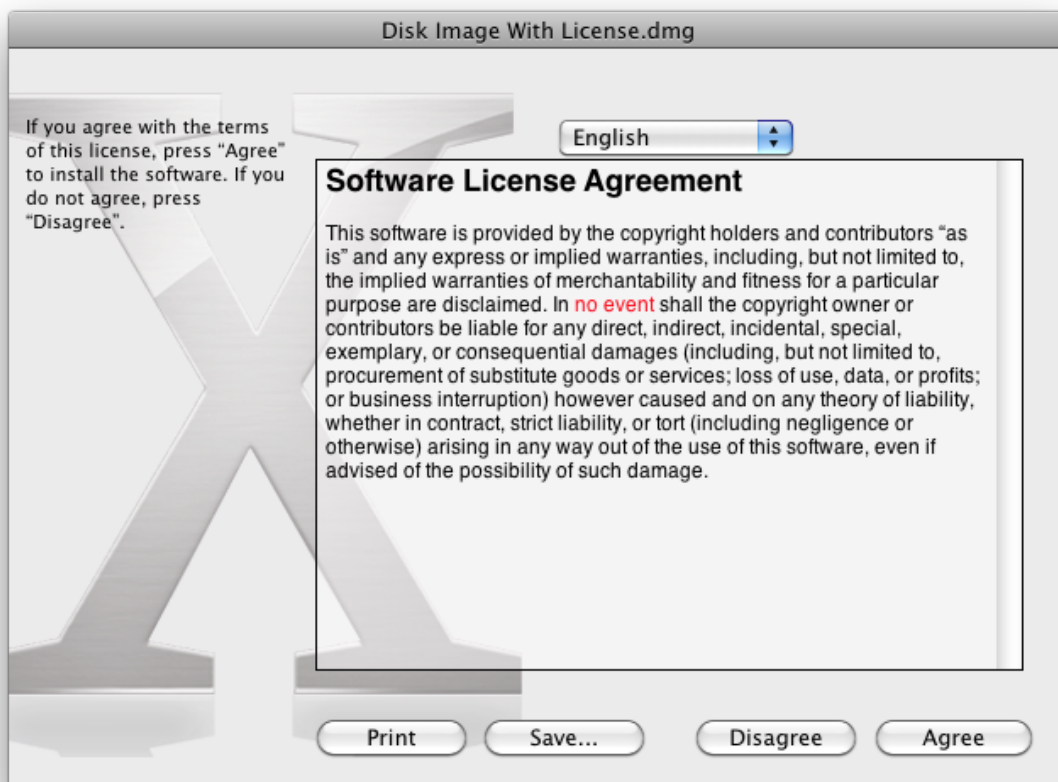 Disk Image With License.dmg
If you agree with the terms
of this license, press “Agree”
to install the software. If you
do not agree, press
“Disagree”.
English
Software License Agreement
This software is provided by the copyright holders and contributors “as
is” and any express or implied warranties, including, but not limited to,
the implied warranties of merchantability and fitness for a particular
purpose are disclaimed. In no event shall the copyright owner or
contributors be liable for any direct, indirect, incidental, special,
exemplary, or consequential damages (including, but not limited to,
procurement of substitute goods or services; loss of use, data, or profits;
or business interruption) however caused and on any theory of liability,
whether in contract, strict liability, or tort (including negligence or
otherwise) arising in any way out of the use of this software, even if
advised of the possibility of such damage.
Print
Save...
Disagree
Agree